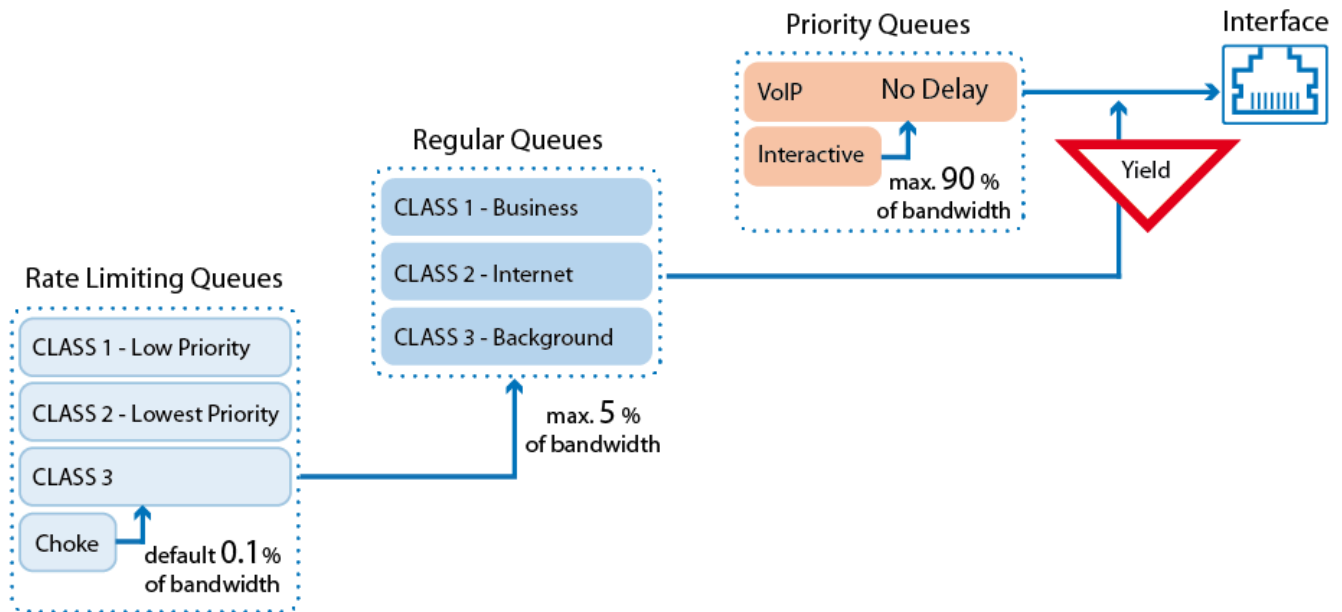 Priority Queues
Interface
VoIP No Delay
Interactive
max. 90 %
of bandwidth
Yield
Regular Queues
CLASS 1 - Business
CLASS 2 - Internet
CLASS 3 - Background
max. 5 %
of bandwidth
Rate Limiting Queues
CLASS 1 - Low Priority
CLASS 2 - Lowest Priority
CLASS 3
Choke
default 0.1%
of bandwidth